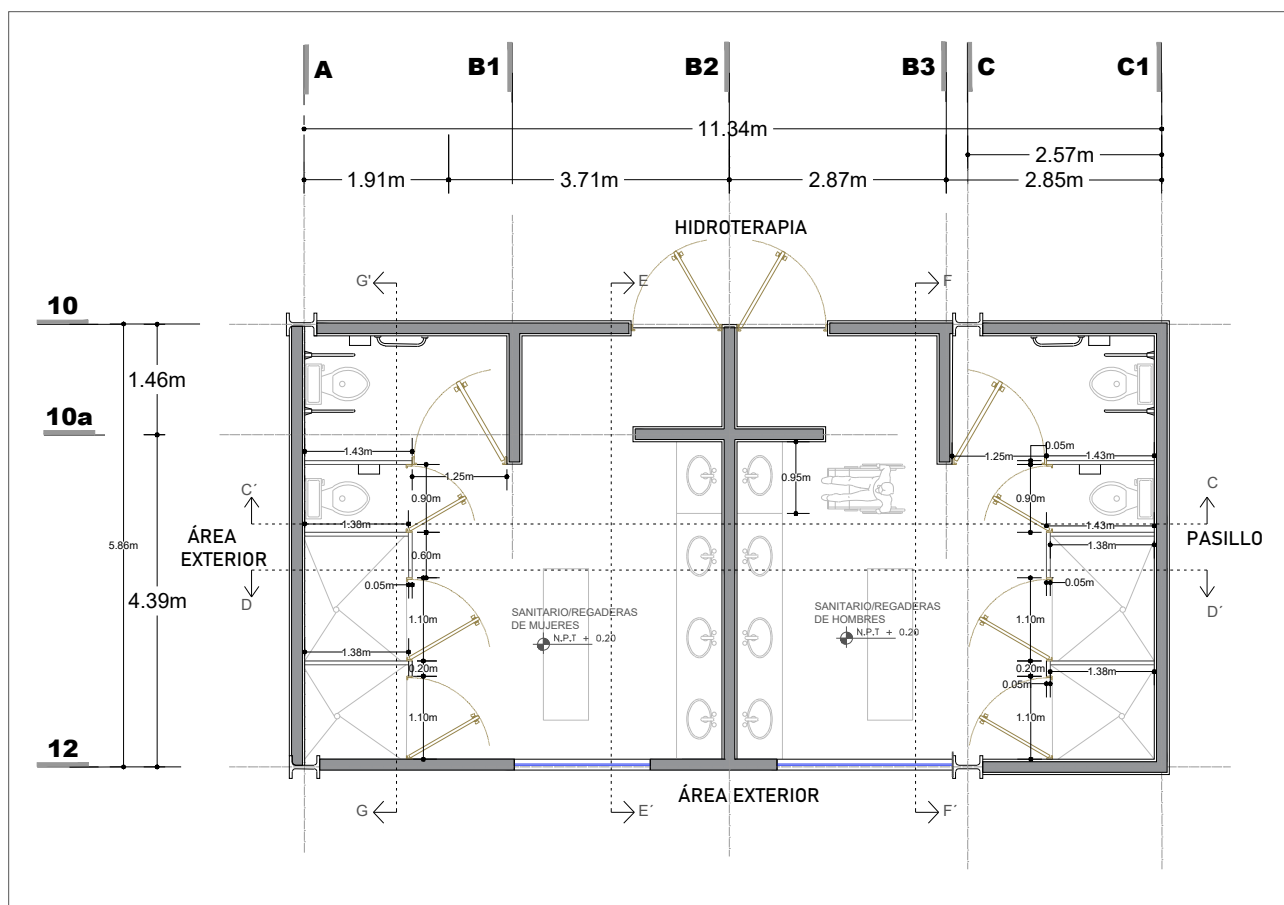 A
B1
B2
B3
C
C1
11.34m
2.57m
1.91m
3.71m
2.87m
2.85m
HIDROTERAPIA
G'
E
F
10
1.46m
10a
1.43m
1.25m
0.05m
1.25m
1.43m
0.90m
0.95m
0.90m
C´
C
1.38m
1.43m
ÁREA
EXTERIOR
PASILLO
5.86m
0.60m
1.38m
0.05m
0.05m
D
D´
4.39m
SANITARIO/REGADERAS
DE MUJERES
N.P.T + 0.20
SANITARIO/REGADERAS
DE HOMBRES
N.P.T + 0.20
1.10m
1.10m
1.38m
0.20m
0.20m
1.38m
0.05m
1.10m
1.10m
12
ÁREA EXTERIOR
G
E´
F´